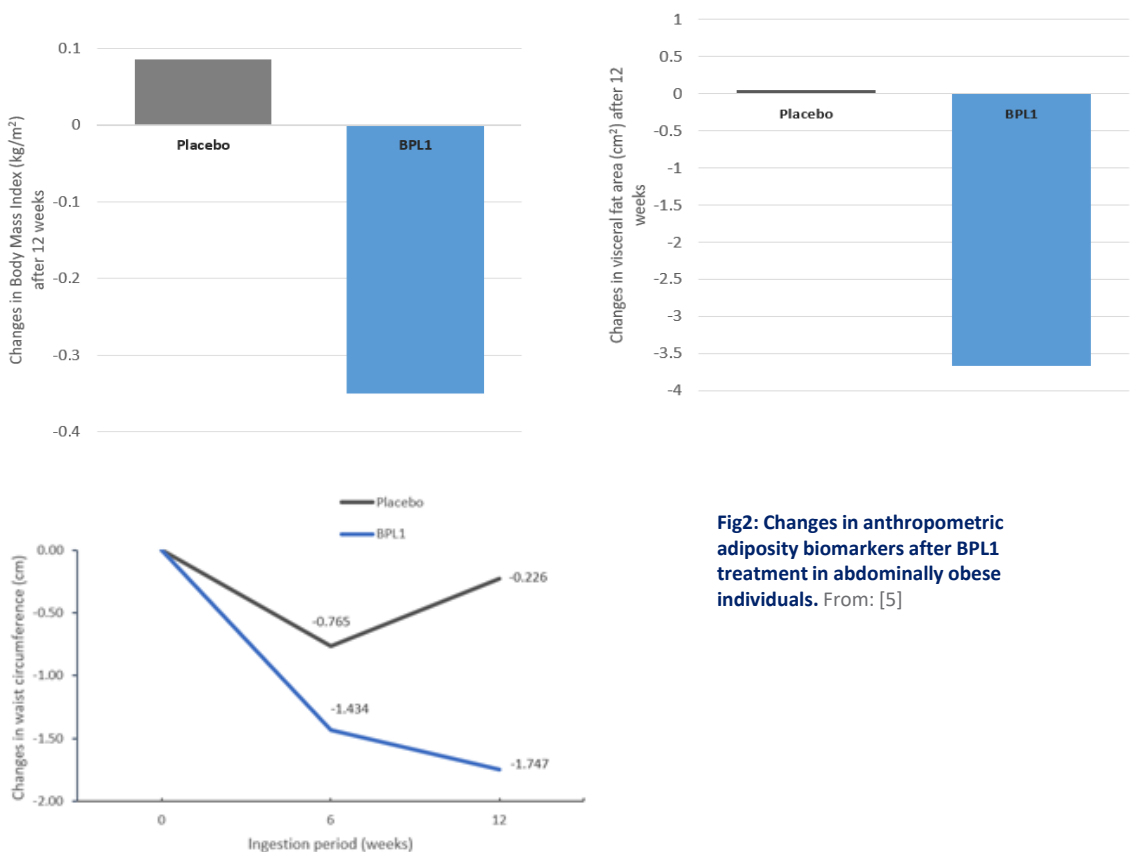 0.1
0
-0.1
-0.2
-0.3
-0.4
Changes in Body Mass Index (kg/m²)
after 12 weeks
Placebo
BPL1
1
0.5
0
-0.5
-1
-1.5
-2
-2.5
-3
-3.5
-4
Changes in visceral fat area (cm²) after 12
weeks
Placebo
BPL1
Placebo
BPL1
0.00
-0.50
-1.00
-1.50
-2.00
Changes in waist circumference (cm)
-0.765
-0.226
-1.434
-1.747
0
6
12
Ingestion period (weeks)
Fig2: Changes in anthropometric
adiposity biomarkers after BPL1
treatment in abdominally obese
individuals. From: [5]